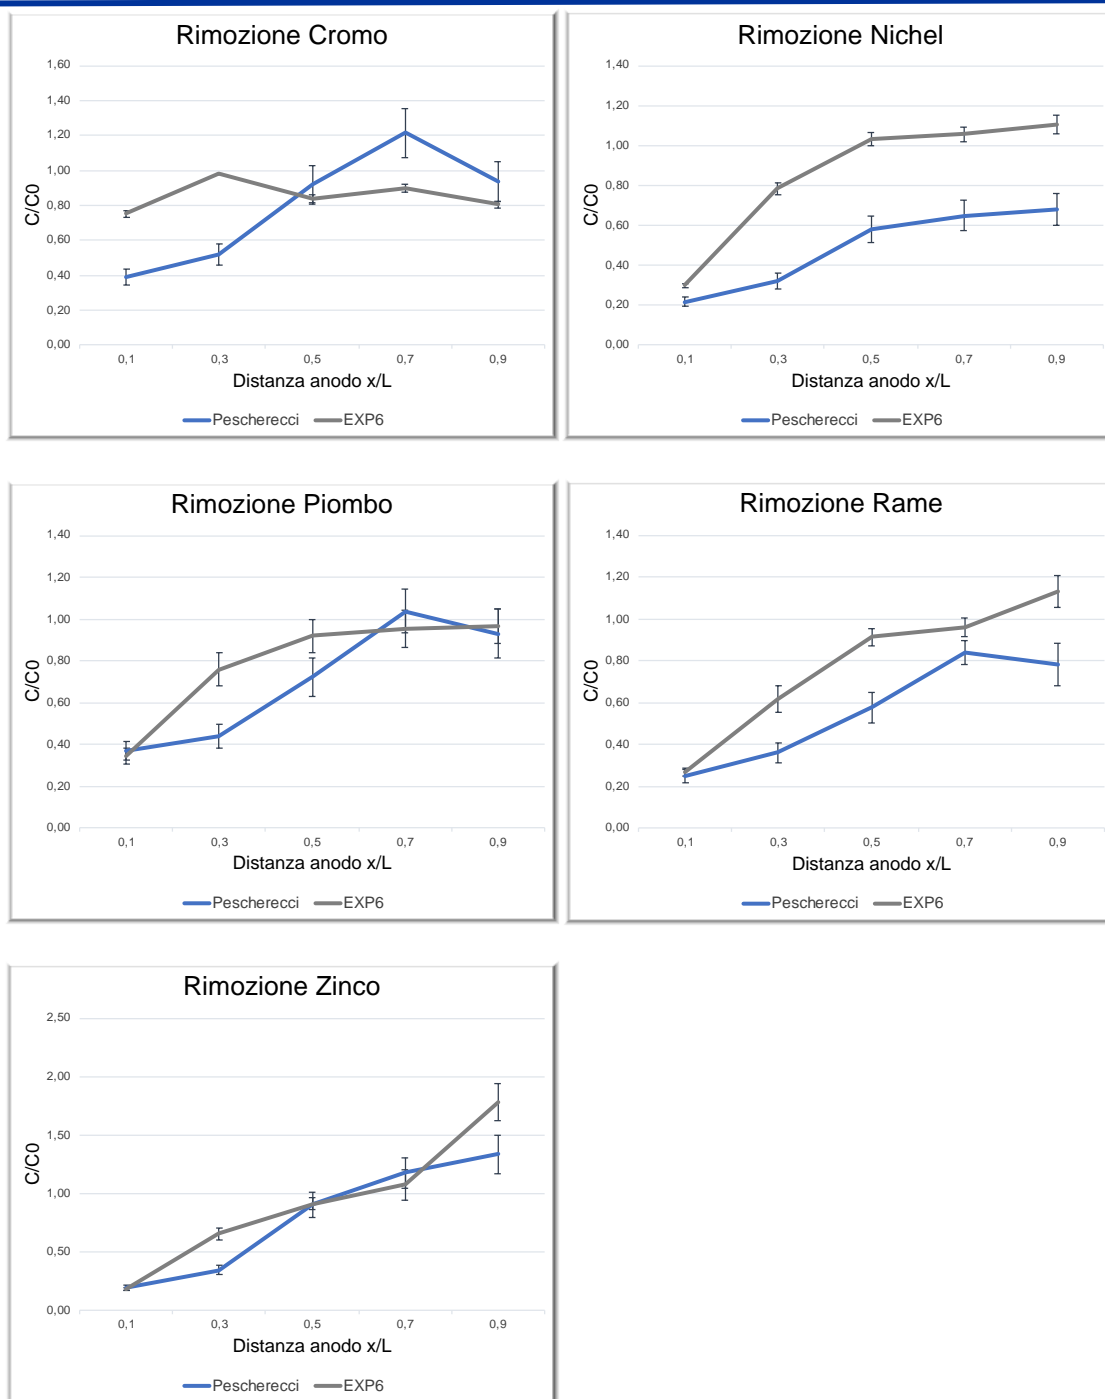 Rimozione Cromo
1,60
1,40
1,20
1,00
0,80
0,60
0,40
0,20
0,00
C/C0
0,1 0,3 0,5 0,7 0,9
Distanza anodo x/L
Pescherecci EXP6
Rimozione Nichel
1,40
1,20
1,00
0,80
0,60
0,40
0,20
0,00
C/C0
0,1 0,3 0,5 0,7 0,9
Distanza anodo x/L
Pescherecci EXP6
Rimozione Piombo
1,40
1,20
1,00
0,80
0,60
0,40
0,20
0,00
C/C0
0,1 0,3 0,5 0,7 0,9
Distanza anodo x/L
Pescherecci EXP6
Rimozione Rame
1,40
1,20
1,00
0,80
0,60
0,40
0,20
0,00
C/C0
0,1 0,3 0,5 0,7 0,9
Distanza anodo x/L
Pescherecci EXP6
Rimozione Zinco
2,50
2,00
1,50
1,00
0,50
0,00
C/C0
0,1 0,3 0,5 0,7 0,9
Distanza anodo x/L
Pescherecci EXP6